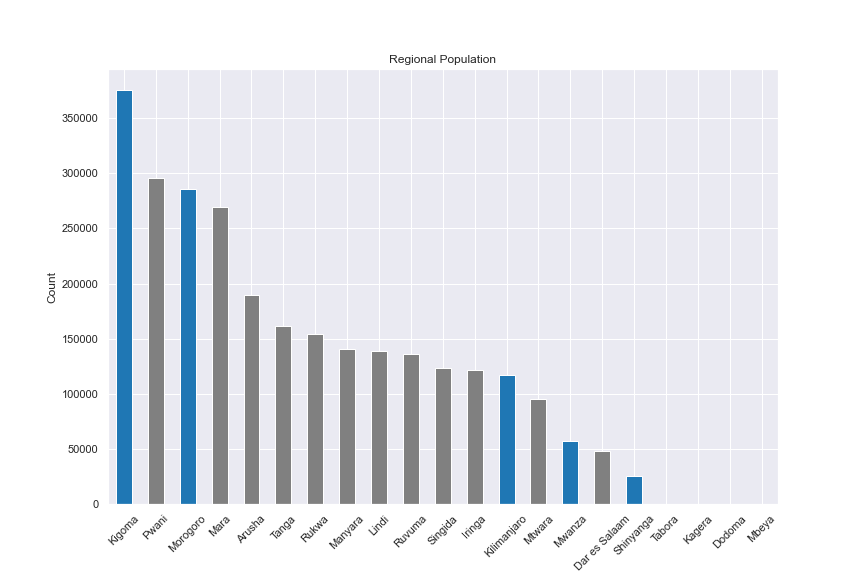 Regional Population
Count
350000
300000
250000
200000
150000
100000
50000
0
Kigoma
Pwani
Morogoro
Mara
Arusha
Tanga
Rukwa
Manyara
Lindi
Ruvuma
Singida
Iringa
Kilimanjaro
Mtwara
Mwanza
Dar es Salaam
Shinyanga
Tabora
Kagera
Dodoma
Mbeya